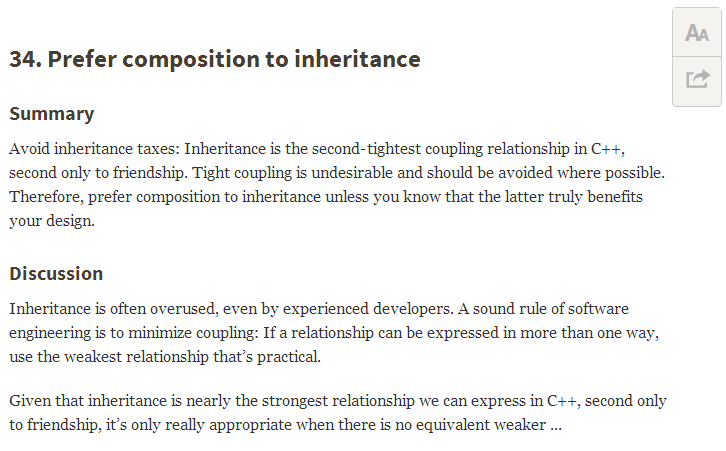 34. Prefer composition to inheritance
AA
Summary
Avoid inheritance taxes: Inheritance is the second-tightest coupling relationship in C++,
second only to friendship. Tight coupling is undesirable and should be avoided where possible.
Therefore, prefer composition to inheritance unless you know that the latter truly benefits
your design.
Discussion
Inheritance is often overused, even by experienced developers. A sound rule of software
engineering is to minimize coupling: If a relationship can be expressed in more than one way,
use the weakest relationship that’s practical.
Given that inheritance is nearly the strongest relationship we can express in C++, second only
to friendship, it’s only really appropriate when there is no equivalent weaker ...